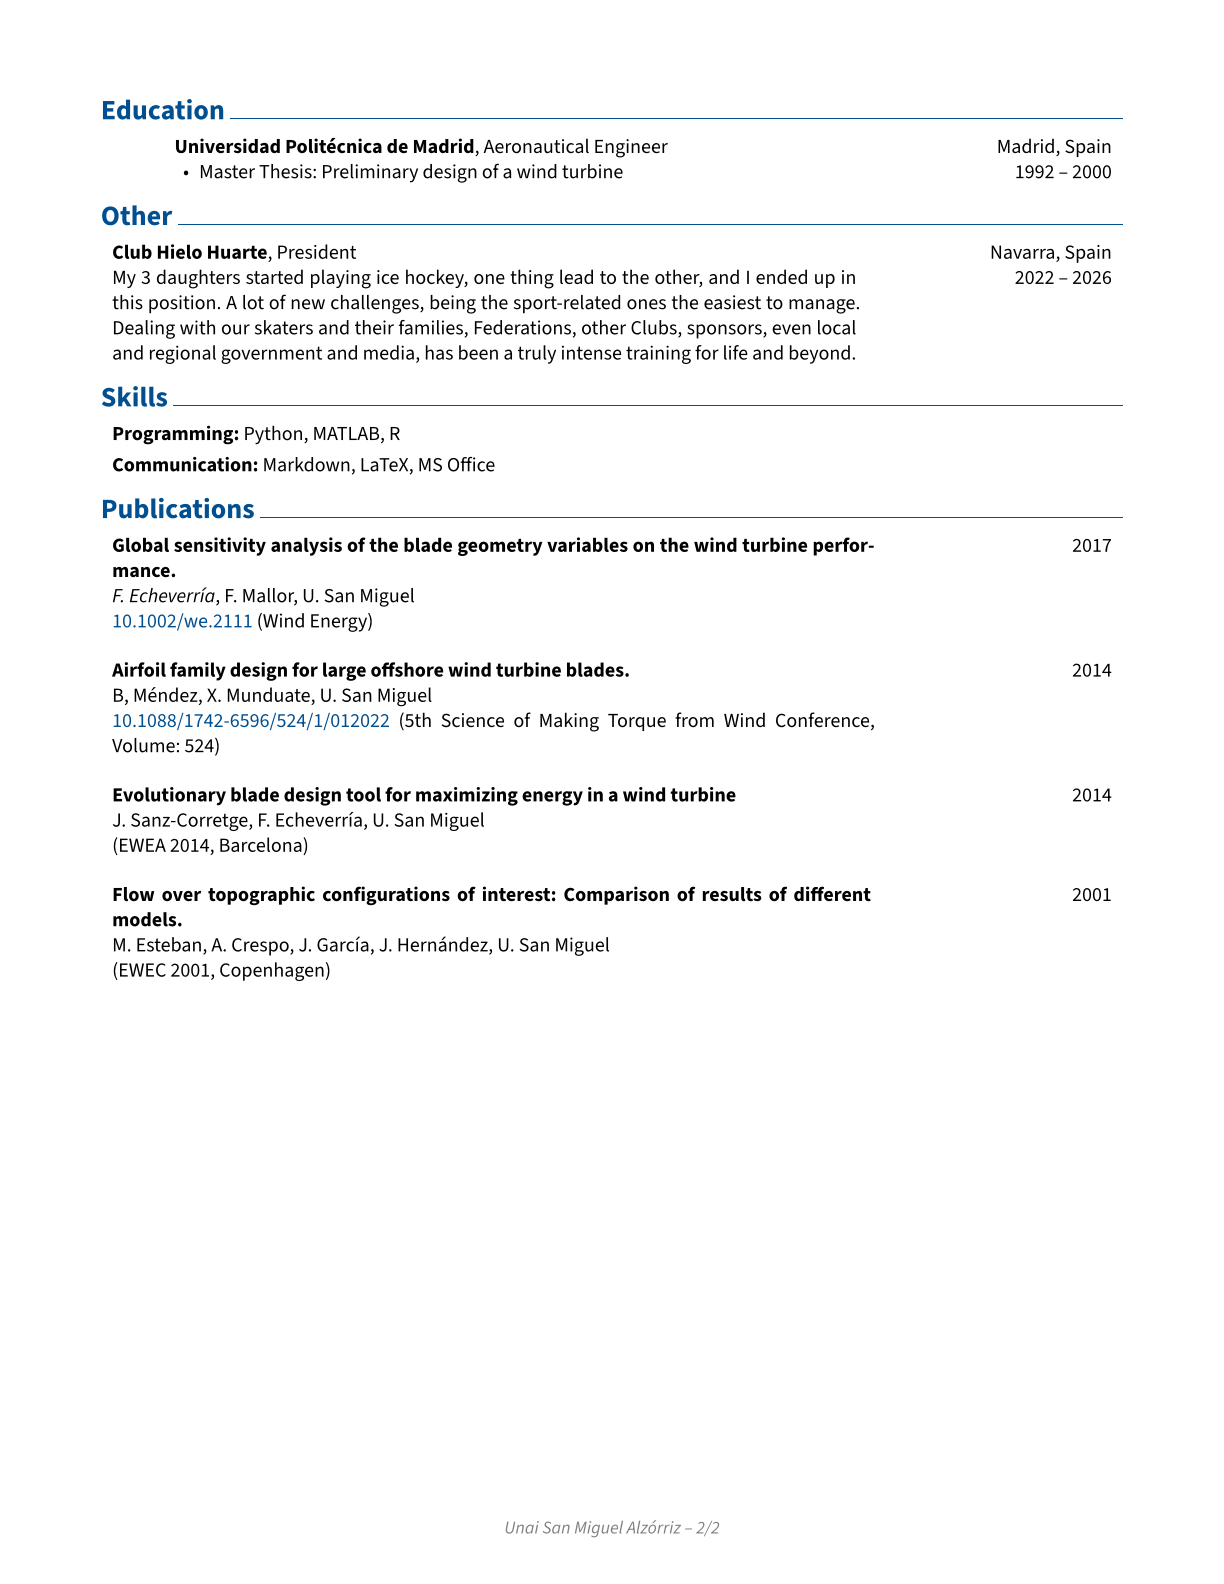 Education
Universidad Politécnica de Madrid, Aeronautical Engineer Madrid, Spain
• Master Thesis: Preliminary design of a wind turbine 1992 – 2000
Other
Club Hielo Huarte, President Navarra, Spain
My 3 daughters started playing ice hockey, one thing lead to the other, and I ended up in 2022 – 2026
this position. A lot of new challenges, being the sport-related ones the easiest to manage.
Dealing with our skaters and their families, Federations, other Clubs, sponsors, even local
and regional government and media, has been a truly intense training for life and beyond.
Skills
Programming: Python, MATLAB, R
Communication: Markdown, LaTeX, MS Office
Publications
Global sensitivity analysis of the blade geometry variables on the wind turbine perfor- 2017
mance.
F. Echeverría, F. Mallor, U. San Miguel
10.1002/we.2111 (Wind Energy)
Airfoil family design for large offshore wind turbine blades. 2014
B, Méndez, X. Munduate, U. San Miguel
10.1088/1742-6596/524/1/012022 (5th Science of Making Torque from Wind Conference,
Volume: 524)
Evolutionary blade design tool for maximizing energy in a wind turbine 2014
J. Sanz-Corretge, F. Echeverría, U. San Miguel
(EWEA 2014, Barcelona)
Flow over topographic configurations of interest: Comparison of results of different 2001
models.
M. Esteban, A. Crespo, J. García, J. Hernández, U. San Miguel
(EWEC 2001, Copenhagen)
Unai San Miguel Alzórriz – 2/2